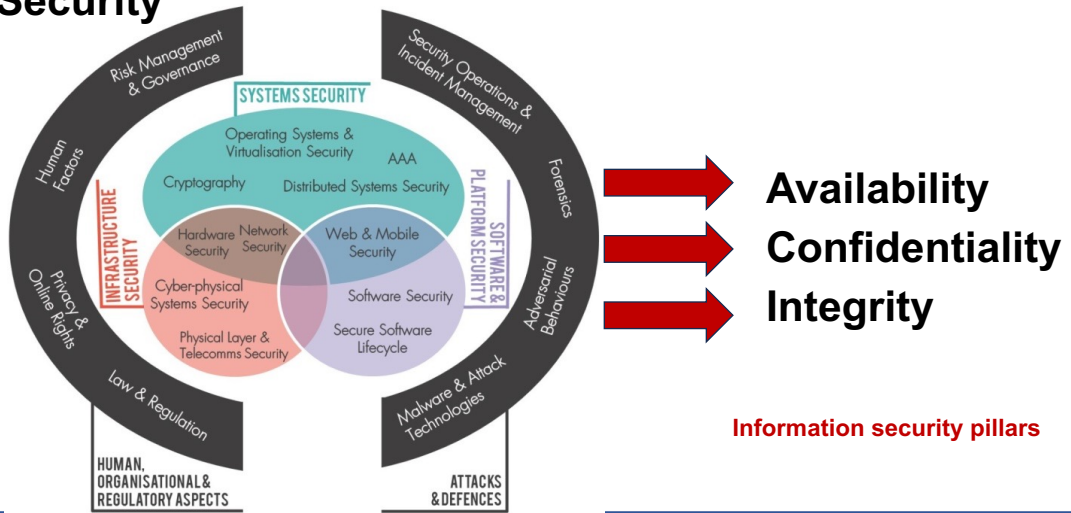 Security
Risk Management
& Governance
Human
Factors
Privacy &
Online Rights
Law & Regulation
HUMAN,
ORGANISATIONAL &
REGULATORY ASPECTS
SYSTEMS SECURITY
Operating Systems &
Virtualisation Security
AAA
Cryptography
Distributed Systems Security
INFRASTRUCTURE
SECURITY
Hardware
Security
Network
Security
Cyber-physical
Systems Security
Physical Layer &
Telecomms Security
Web & Mobile
Security
Software Security
Secure Software
Lifecycle
SOFTWARE &
PLATFORM SECURITY
Security Operations &
Incident Management
Forensics
Adversarial
Behaviours
Malware & Attack
Technologies
ATTACKS
& DEFENCES
Availability
Confidentiality
Integrity
Information security pillars